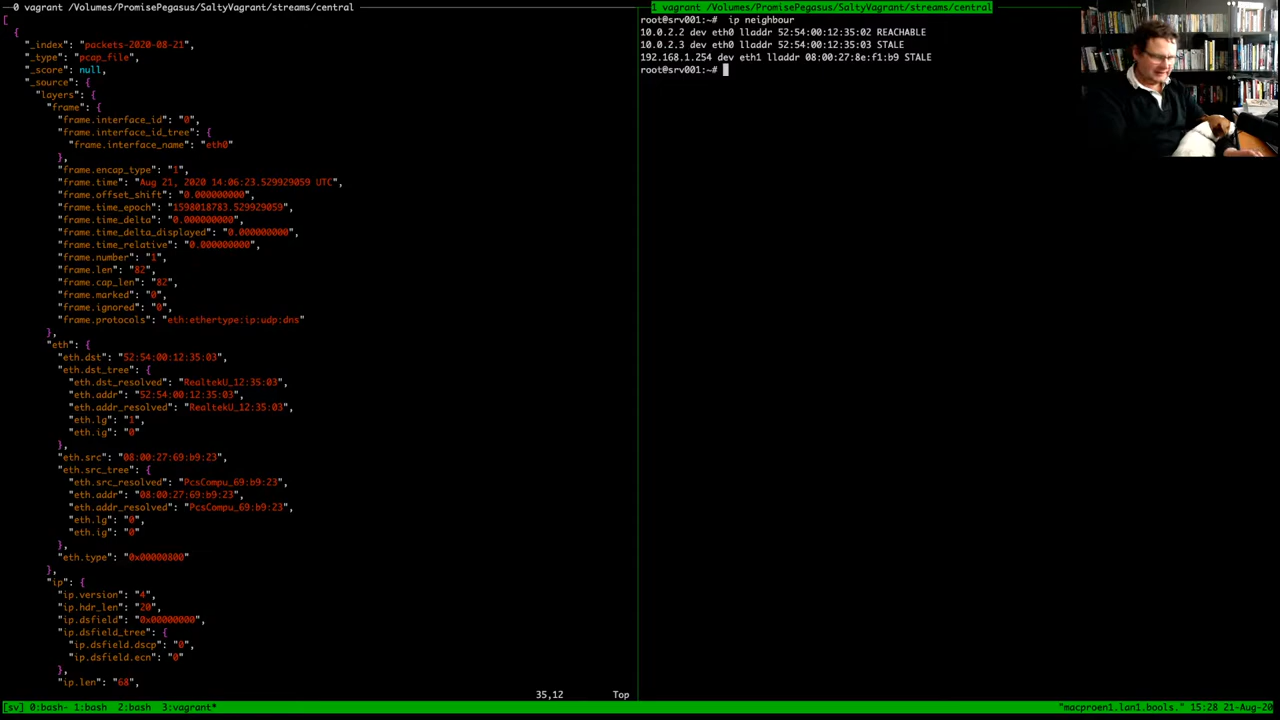 0 vagrant /Volumes/PromisePegasus/SaltyVagrant/streams/central
[
{
"_index": "packets-2020-08-21",
"_type": "pcap_file",
"_score": null,
"_source": {
"layers": {
"frame": {
"frame.interface_id": "0",
"frame.interface_id_tree": {
"frame.interface_name": "eth0"
},
"frame.encap_type": "1",
"frame.time": "Aug 21, 2020 14:06:23.529929059 UTC",
"frame.offset_shift": "0.000000000",
"frame.time_epoch": "1598018783.529929059",
"frame.time_delta": "0.000000000",
"frame.time_delta_displayed": "0.000000000",
"frame.time_relative": "0.000000000",
"frame.number": "1",
"frame.len": "82",
"frame.cap_len": "82",
"frame.marked": "0",
"frame.ignored": "0",
"frame.protocols": "eth:ethertype:ip:udp:dns"
},
"eth": {
"eth.dst": "52:54:00:12:35:03",
"eth.dst_tree": {
"eth.dst_resolved": "RealtekU_12:35:03",
"eth.addr": "52:54:00:12:35:03",
"eth.addr_resolved": "RealtekU_12:35:03",
"eth.lg": "1",
"eth.ig": "0"
},
"eth.src": "08:00:27:69:b9:23",
"eth.src_tree": {
"eth.src_resolved": "PcsCompu_69:b9:23",
"eth.addr": "08:00:27:69:b9:23",
"eth.addr_resolved": "PcsCompu_69:b9:23",
"eth.lg": "0",
"eth.ig": "0"
},
"eth.type": "0x00000800"
},
"ip": {
"ip.version": "4",
"ip.hdr_len": "20",
"ip.dsfield": "0x00000000",
"ip.dsfield_tree": {
"ip.dsfield.dscp": "0",
"ip.dsfield.ecn": "0"
},
"ip.len": "68",
35,12 Top
1 vagrant /Volumes/PromisePegasus/SaltyVagrant/streams/central
root@srv001:~# ip neighbour
10.0.2.2 dev eth0 lladdr 52:54:00:12:35:02 REACHABLE
10.0.2.3 dev eth0 lladdr 52:54:00:12:35:03 STALE
192.168.1.254 dev eth1 lladdr 08:00:27:8e:f1:b9 STALE
root@srv001:~#
[sv] 0:bash- 1:bash 2:bash 3:vagrant* "macproen1.lan1.bools." 15:28 21-Aug-20